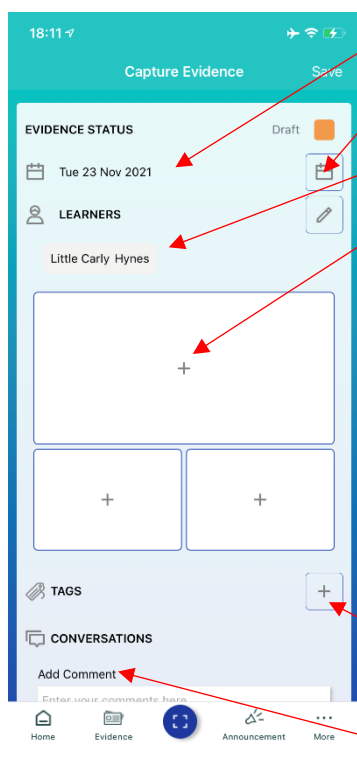 18:11
Capture Evidence Save
EVIDENCE STATUS Draft
Tue 23 Nov 2021
LEARNERS
Little Carly Hynes
TAGS
CONVERSATIONS
Add Comment
Enter your comments here
Home Evidence Announcement More